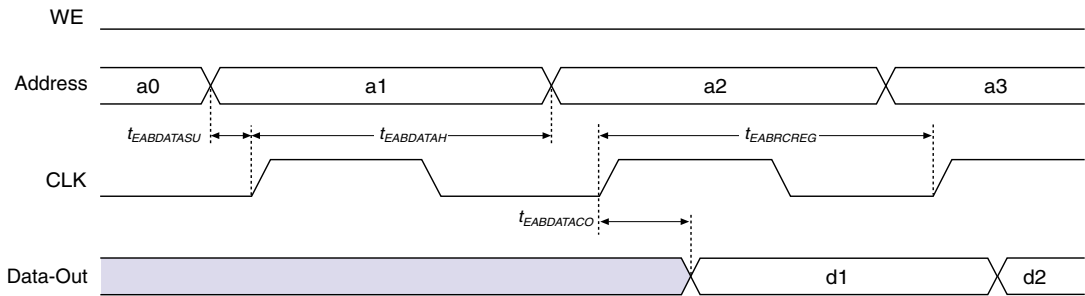 WE
Address a0 a1 a2 a3
tEABDATASU tEABDATAH tEABRCREG
CLK
tEABDATACO
Data-Out d1 d2